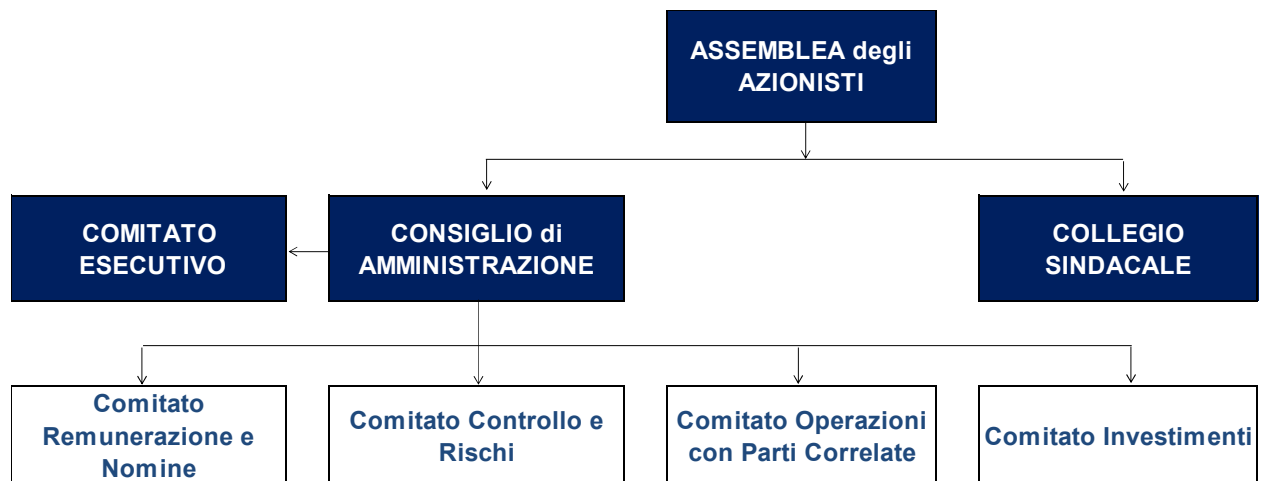 ASSEMBLEA degli
AZIONISTI
COMITATO
ESECUTIVO
CONSIGLIO di
AMMINISTRAZIONE
COLLEGIO
SINDACALE
Comitato
Remunerazione e
Nomine
Comitato Controllo e
Rischi
Comitato Operazioni
con Parti Correlate
Comitato Investimenti